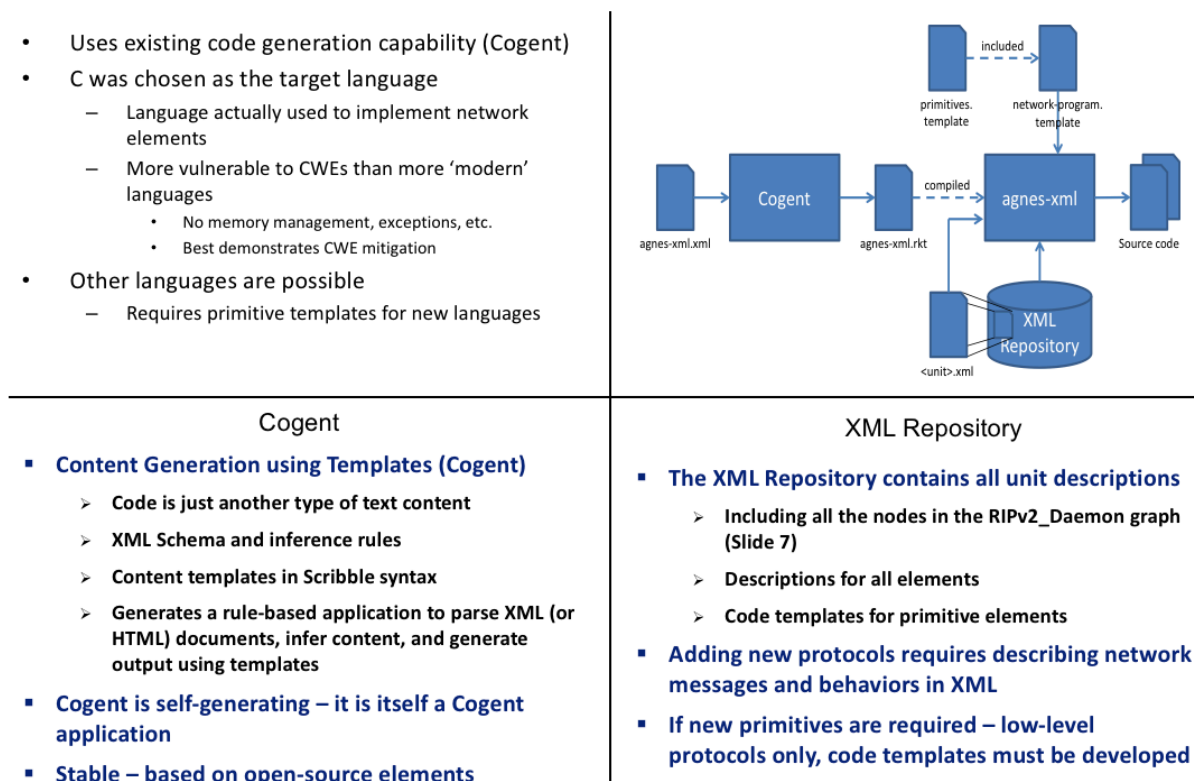 • Uses existing code generation capability (Cogent)
• C was chosen as the target language
– Language actually used to implement network
elements
– More vulnerable to CWEs than more ‘modern’
languages
• No memory management, exceptions, etc.
• Best demonstrates CWE mitigation
• Other languages are possible
– Requires primitive templates for new languages
included
primitives.
template
network-program.
template
Cogent
compiled
agnes-xml
agnes-xml.xml
agnes-xml.rkt
Source code
XML
Repository
<unit>.xml
Cogent
▪ Content Generation using Templates (Cogent)
➢ Code is just another type of text content
➢ XML Schema and inference rules
➢ Content templates in Scribble syntax
➢ Generates a rule-based application to parse XML (or
HTML) documents, infer content, and generate
output using templates
▪ Cogent is self-generating – it is itself a Cogent
application
▪ Stable – based on open-source elements
XML Repository
▪ The XML Repository contains all unit descriptions
➢ Including all the nodes in the RIPv2_Daemon graph
(Slide 7)
➢ Descriptions for all elements
➢ Code templates for primitive elements
▪ Adding new protocols requires describing network
messages and behaviors in XML
▪ If new primitives are required – low-level
protocols only, code templates must be developed